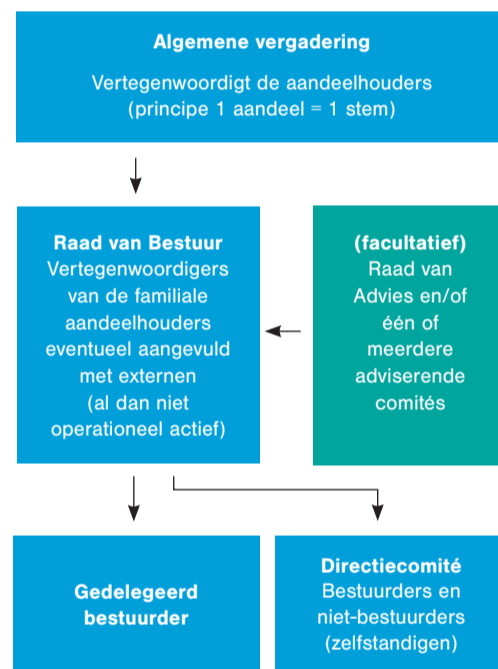 Algemene vergadering
Vertegenwoordigt de aandeelhouders
(principe 1 aandeel = 1 stem)
Raad van Bestuur
Vertegenwoordigers
van de familiale
aandeelhouders
eventueel aangevuld
met externen
(al dan niet
operationeel actief)
(facultatief)
Raad van
Advies en/of
één of
meerdere
adviserende
comités
Gedelegeerd
bestuurder
Directiecomité
Bestuurders en
niet-bestuurders
(zelfstandigen)